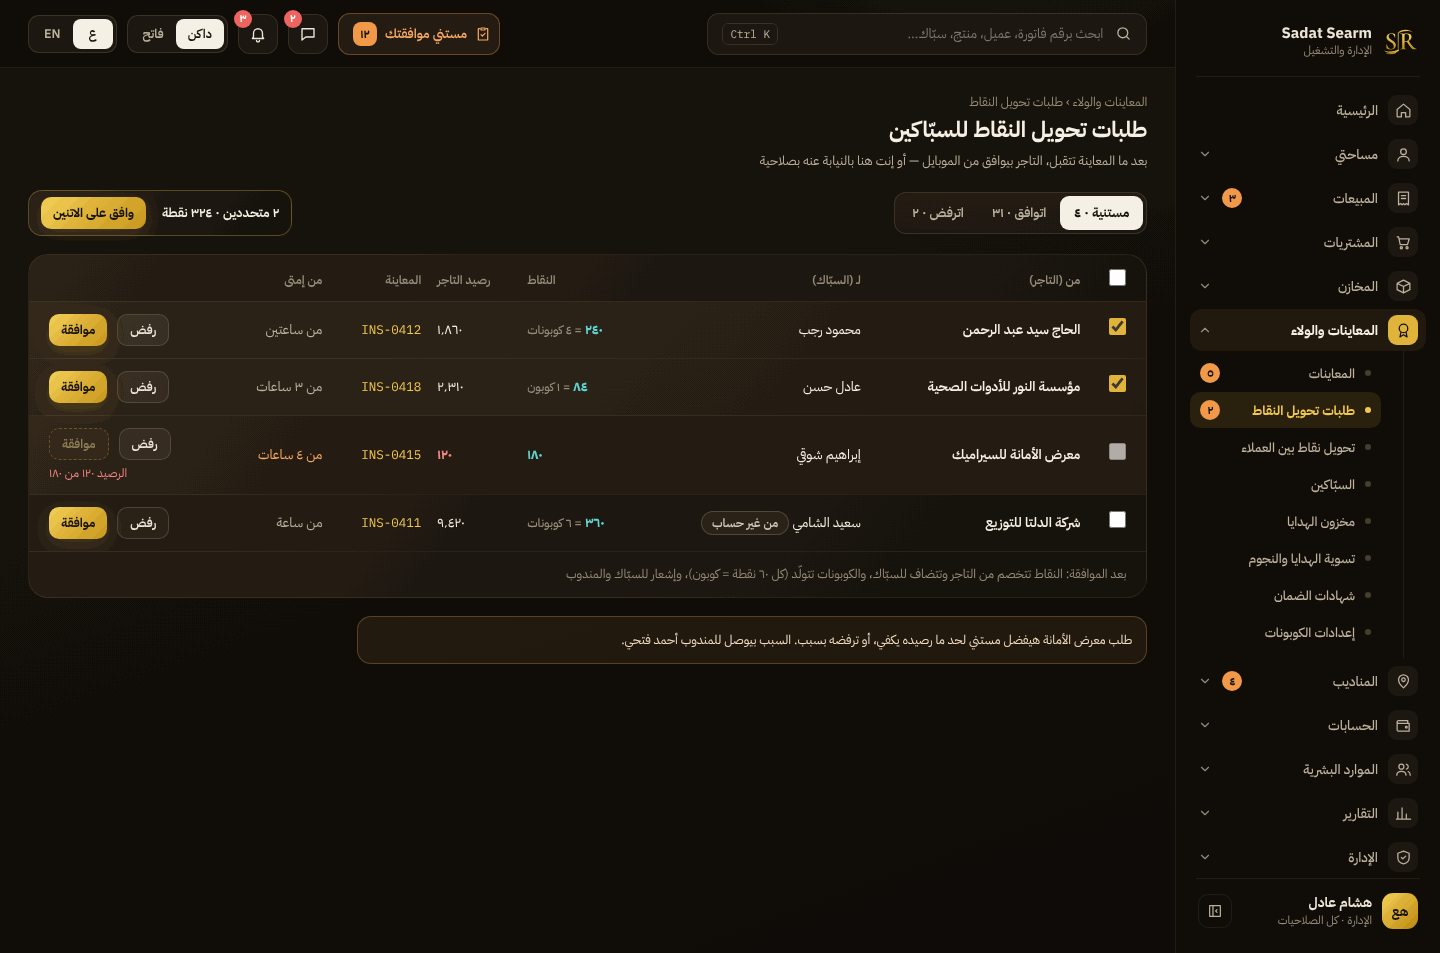 Sadat Searm
الإدارة والتشغيل
الرئيسية
مساحتي
المبيعات ٣
المشتريات
المخازن
المعاينات والولاء
المعاينات ٥
طلبات تحويل النقاط ٢
تحويل نقاط بين العملاء
السبّاكين
مخزون الهدايا
تسوية الهدايا والنجوم
شهادات الضمان
إعدادات الكوبونات
المناديب ٤
الحسابات
الموارد البشرية
التقارير
الإدارة
هع
هشام عادل
الإدارة · كل الصلاحيات
ابحث برقم فاتورة، عميل، منتج، سبّاك... Ctrl K
مستني موافقتك ١٢
٢
٣
داكن فاتح
ع EN
المعاينات والولاء › طلبات تحويل النقاط
طلبات تحويل النقاط للسبّاكين
بعد ما المعاينة تتقبل، التاجر بيوافق من الموبايل — أو إنت هنا بالنيابة عنه بصلاحية
مستنية · ٤ اتوافق · ٣١ اترفض · ٢
٢ متحددين · ٣٢٤ نقطة وافق على الاتنين
من (التاجر) لـ (السبّاك) النقاط رصيد التاجر المعاينة من إمتى
الحاج سيد عبد الرحمن محمود رجب ٢٤٠ = ٤ كوبونات ١,٨٦٠ INS-0412 من ساعتين رفض موافقة
مؤسسة النور للأدوات الصحية عادل حسن ٨٤ = ١ كوبون ٢,٣١٠ INS-0418 من ٣ ساعات رفض موافقة
معرض الأمانة للسيراميك إبراهيم شوقي ١٨٠ ١٢٠ INS-0415 من ٤ ساعات رفض موافقة
الرصيد ١٢٠ من ١٨٠
شركة الدلتا للتوزيع سعيد الشامي من غير حساب ٣٦٠ = ٦ كوبونات ٩,٤٢٠ INS-0411 من ساعة رفض موافقة
بعد الموافقة: النقاط تتخصم من التاجر وتتضاف للسبّاك، والكوبونات تتولّد (كل ٦٠ نقطة = كوبون)، وإشعار للسبّاك والمندوب
طلب معرض الأمانة هيفضل مستني لحد ما رصيده يكفي، أو ترفضه بسبب. السبب بيوصل للمندوب أحمد فتحي.